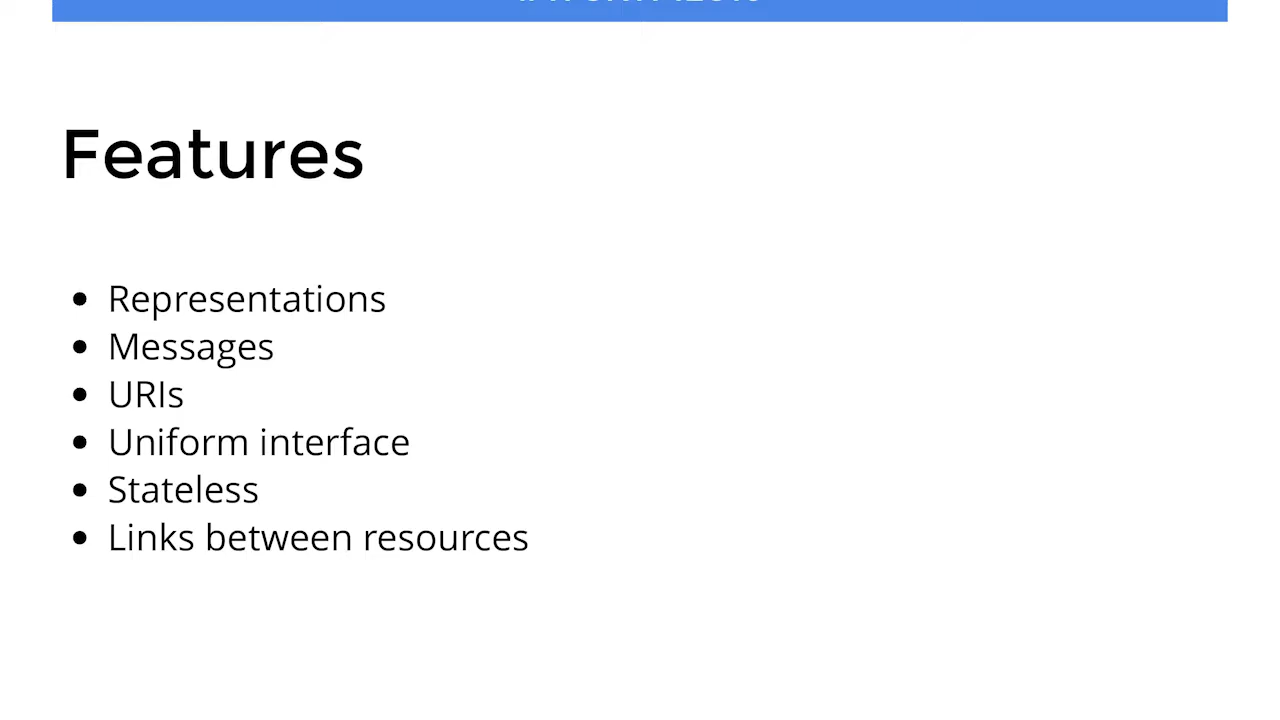 Features
Representations
Messages
URIs
Uniform interface
Stateless
Links between resources